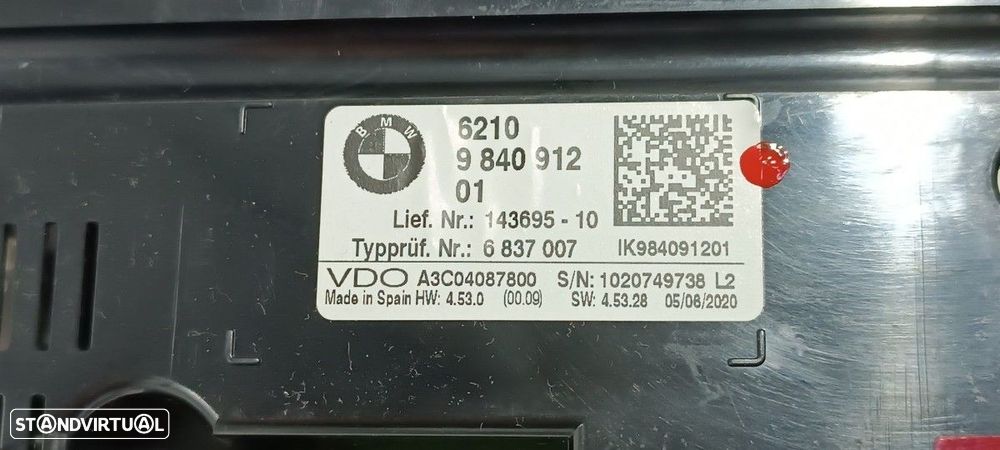 BMW
6210
9 840 912
01
Lief. Nr.: 143695 - 10
Typprüf. Nr.: 6 837 007
IK984091201
VDO A3C04087800 S/N: 1020749738 L2
Made in Spain HW: 4.53.0 (00.09) SW: 4.53.28 05/06/2020
STANDVIRTUAL